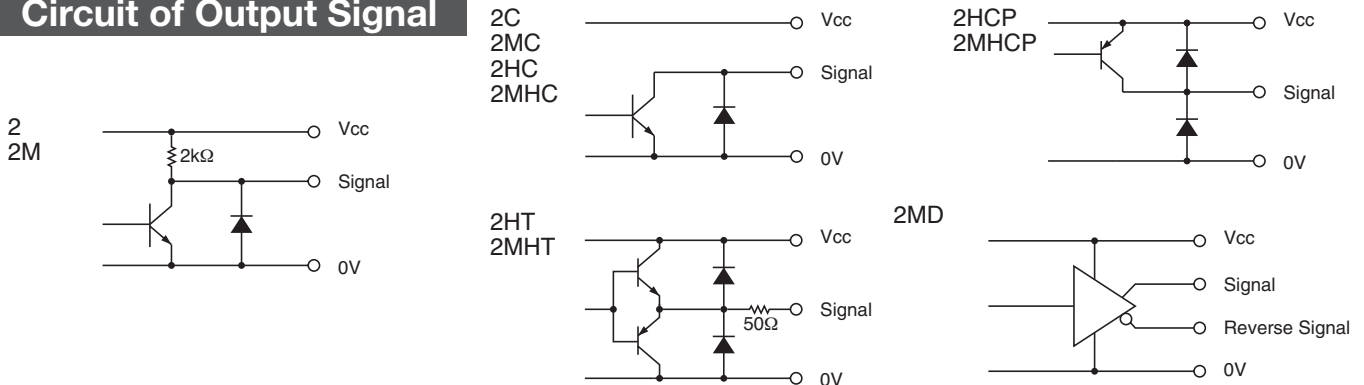 Circuit of Output Signal
2
2M
Vcc
2kΩ
Signal
0V
2C
2MC
2HC
2MHC
Vcc
Signal
0V
2HCP
2MHCP
Vcc
Signal
0V
2HT
2MHT
Vcc
Signal
50Ω
0V
2MD
Vcc
Signal
Reverse Signal
0V